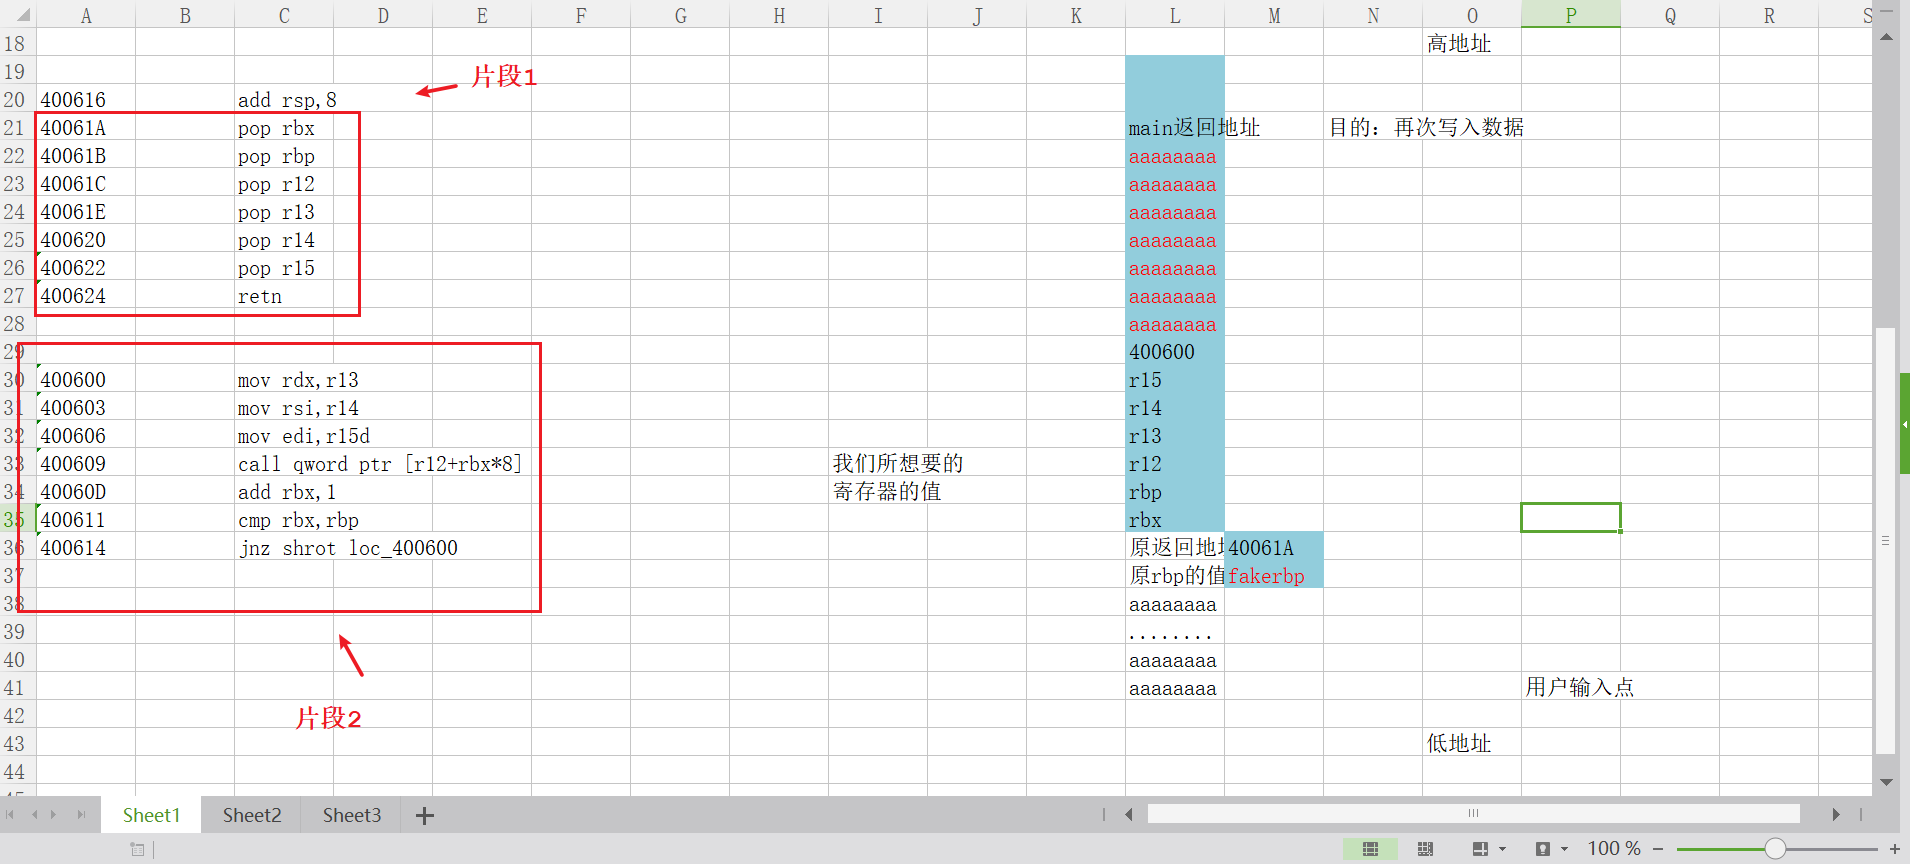 A B C D E F G H I J K L M N O P Q R S
18 高地址
19 片段1
20 400616 add rsp,8
21 40061A pop rbx main返回地址 目的：再次写入数据
22 40061B pop rbp aaaaaaaa
23 40061C pop r12 aaaaaaaa
24 40061E pop r13 aaaaaaaa
25 400620 pop r14 aaaaaaaa
26 400622 pop r15 aaaaaaaa
27 400624 retn aaaaaaaa
28 aaaaaaaa
29 400600
30 400600 mov rdx,r13 r15
31 400603 mov rsi,r14 r14
32 400606 mov edi,r15d r13
33 400609 call qword ptr [r12+rbx*8] 我们所想要的 r12
34 40060D add rbx,1 寄存器的值 rbp
35 400611 cmp rbx,rbp rbx
36 400614 jnz shrot loc_400600 原返回地 40061A
37 原rbp的值 fakerbp
38 aaaaaaaa
39 ........
40 aaaaaaaa
41 aaaaaaaa 用户输入点
42 片段2
43 低地址
44
Sheet1 Sheet2 Sheet3
100 %